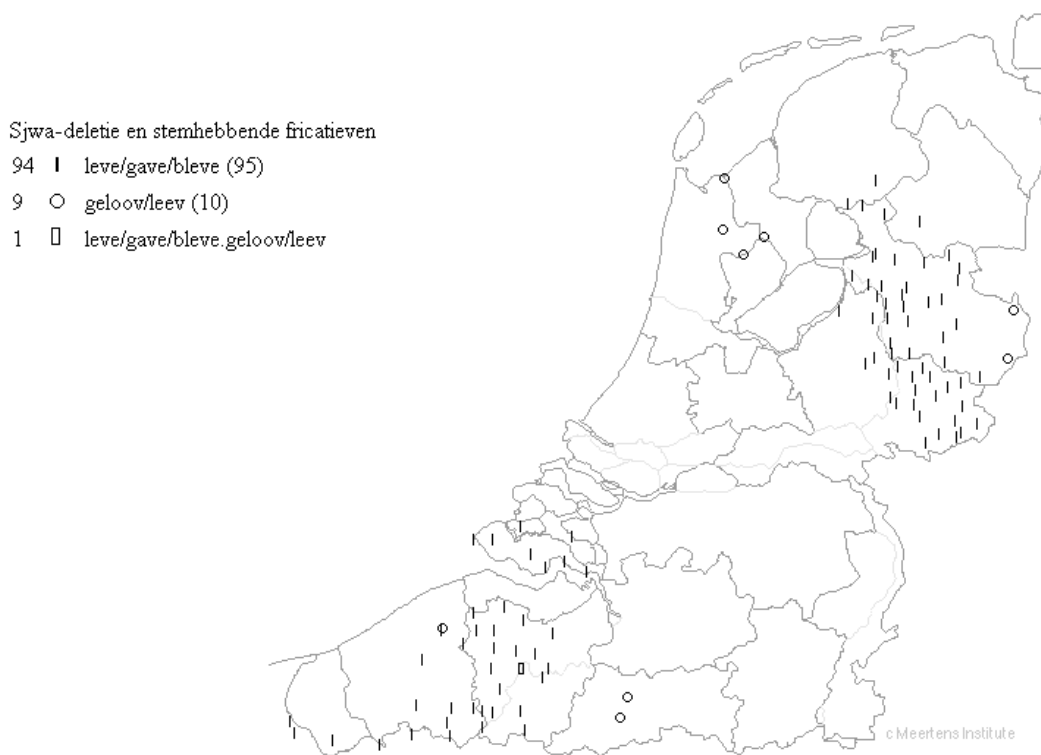 Sjwa-deletie en stemhebbende fricatieven
94 leve/gave/bleve (95)
9 geloov/leev (10)
1 leve/gave/bleve.geloov/leev
c Meertens Institute